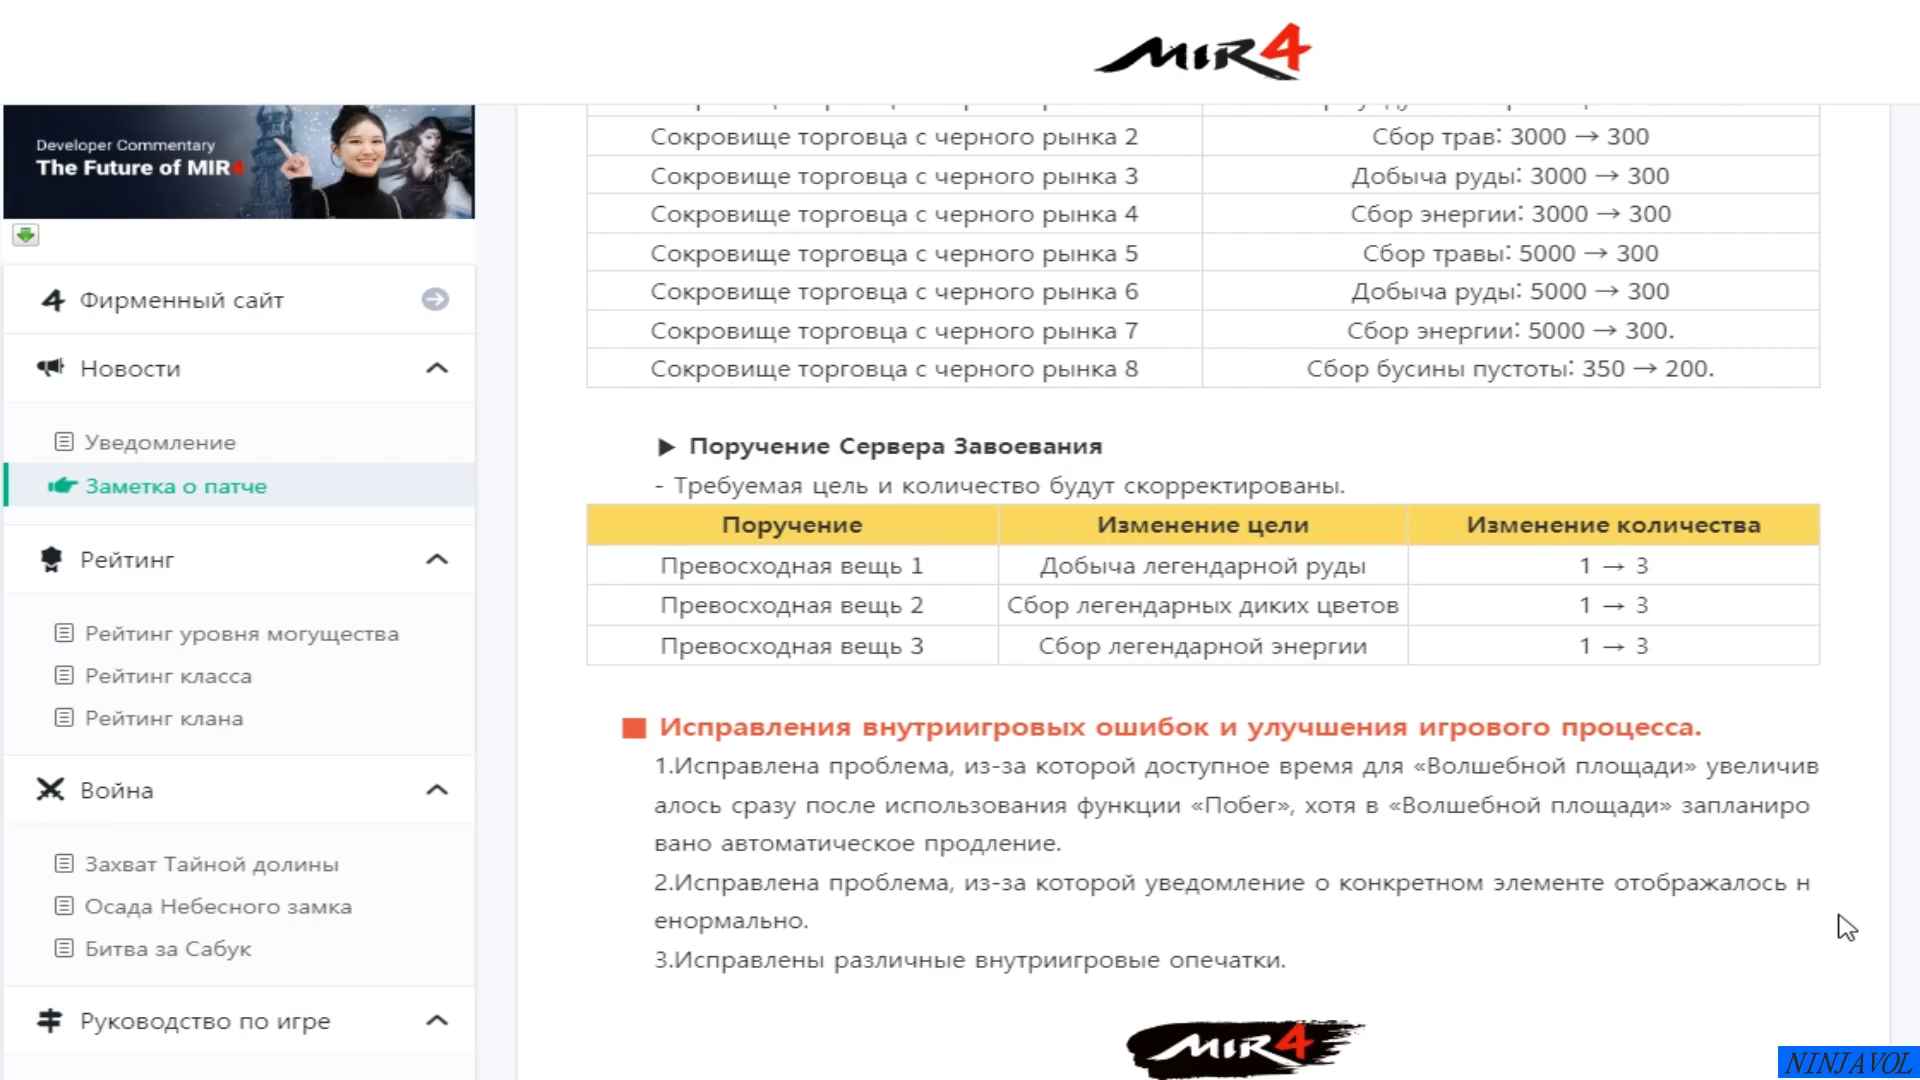 MIR4
Developer Commentary
The Future of MIR4
Фирменный сайт
Новости
Уведомление
Заметка о патче
Рейтинг
Рейтинг уровня могущества
Рейтинг класса
Рейтинг клана
Война
Захват Тайной долины
Осада Небесного замка
Битва за Сабук
Руководство по игре
Сокровище торговца с черного рынка 2 Сбор трав: 3000 → 300
Сокровище торговца с черного рынка 3 Добыча руды: 3000 → 300
Сокровище торговца с черного рынка 4 Сбор энергии: 3000 → 300
Сокровище торговца с черного рынка 5 Сбор травы: 5000 → 300
Сокровище торговца с черного рынка 6 Добыча руды: 5000 → 300
Сокровище торговца с черного рынка 7 Сбор энергии: 5000 → 300.
Сокровище торговца с черного рынка 8 Сбор бусины пустоты: 350 → 200.
▶ Поручение Сервера Завоевания
- Требуемая цель и количество будут скорректированы.
Поручение Изменение цели Изменение количества
Превосходная вещь 1 Добыча легендарной руды 1 → 3
Превосходная вещь 2 Сбор легендарных диких цветов 1 → 3
Превосходная вещь 3 Сбор легендарной энергии 1 → 3
■ Исправления внутриигровых ошибок и улучшения игрового процесса.
1.Исправлена проблема, из-за которой доступное время для «Волшебной площади» увеличив
алось сразу после использования функции «Побег», хотя в «Волшебной площади» запланиро
вано автоматическое продление.
2.Исправлена проблема, из-за которой уведомление о конкретном элементе отображалось н
енормально.
3.Исправлены различные внутриигровые опечатки.
MIR4
NINJAVOL